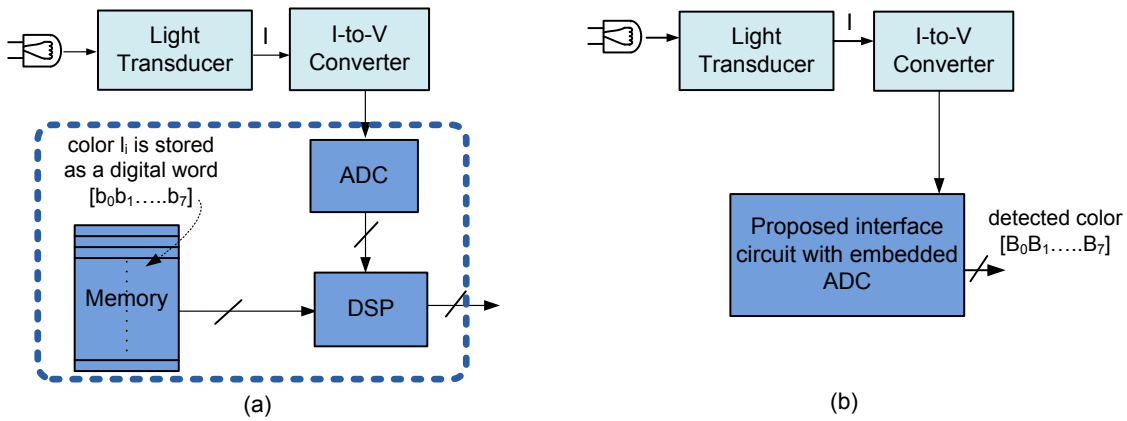 Light
Transducer
I
I-to-V
Converter
color Iᵢ is stored
as a digital word
[b₀b₁…..b₇]
ADC
Memory
DSP
(a)
Light
Transducer
I
I-to-V
Converter
Proposed interface
circuit with embedded
ADC
detected color
[B₀B₁…..B₇]
(b)